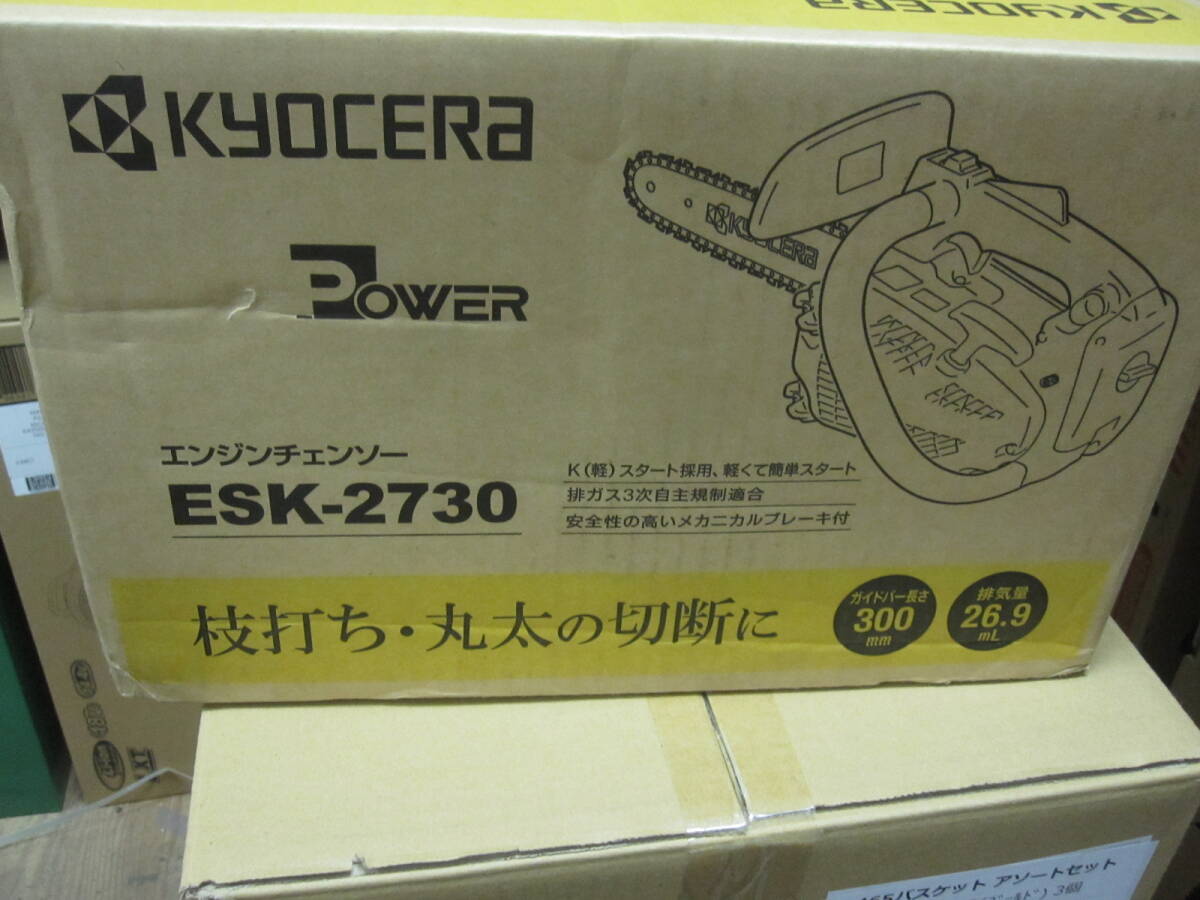 KYOCERA
KYOCERA
KYOCERA
POWER
エンジンチェンソー
ESK-2730
K(軽)スタート採用、軽くて簡単スタート
排ガス3次自主規制適合
安全性の高いメカニカルブレーキ付
枝打ち・丸太の切断に
ガイドバー長さ
300
mm
排気量
26.9
mL
バスケット アソートセット
3個